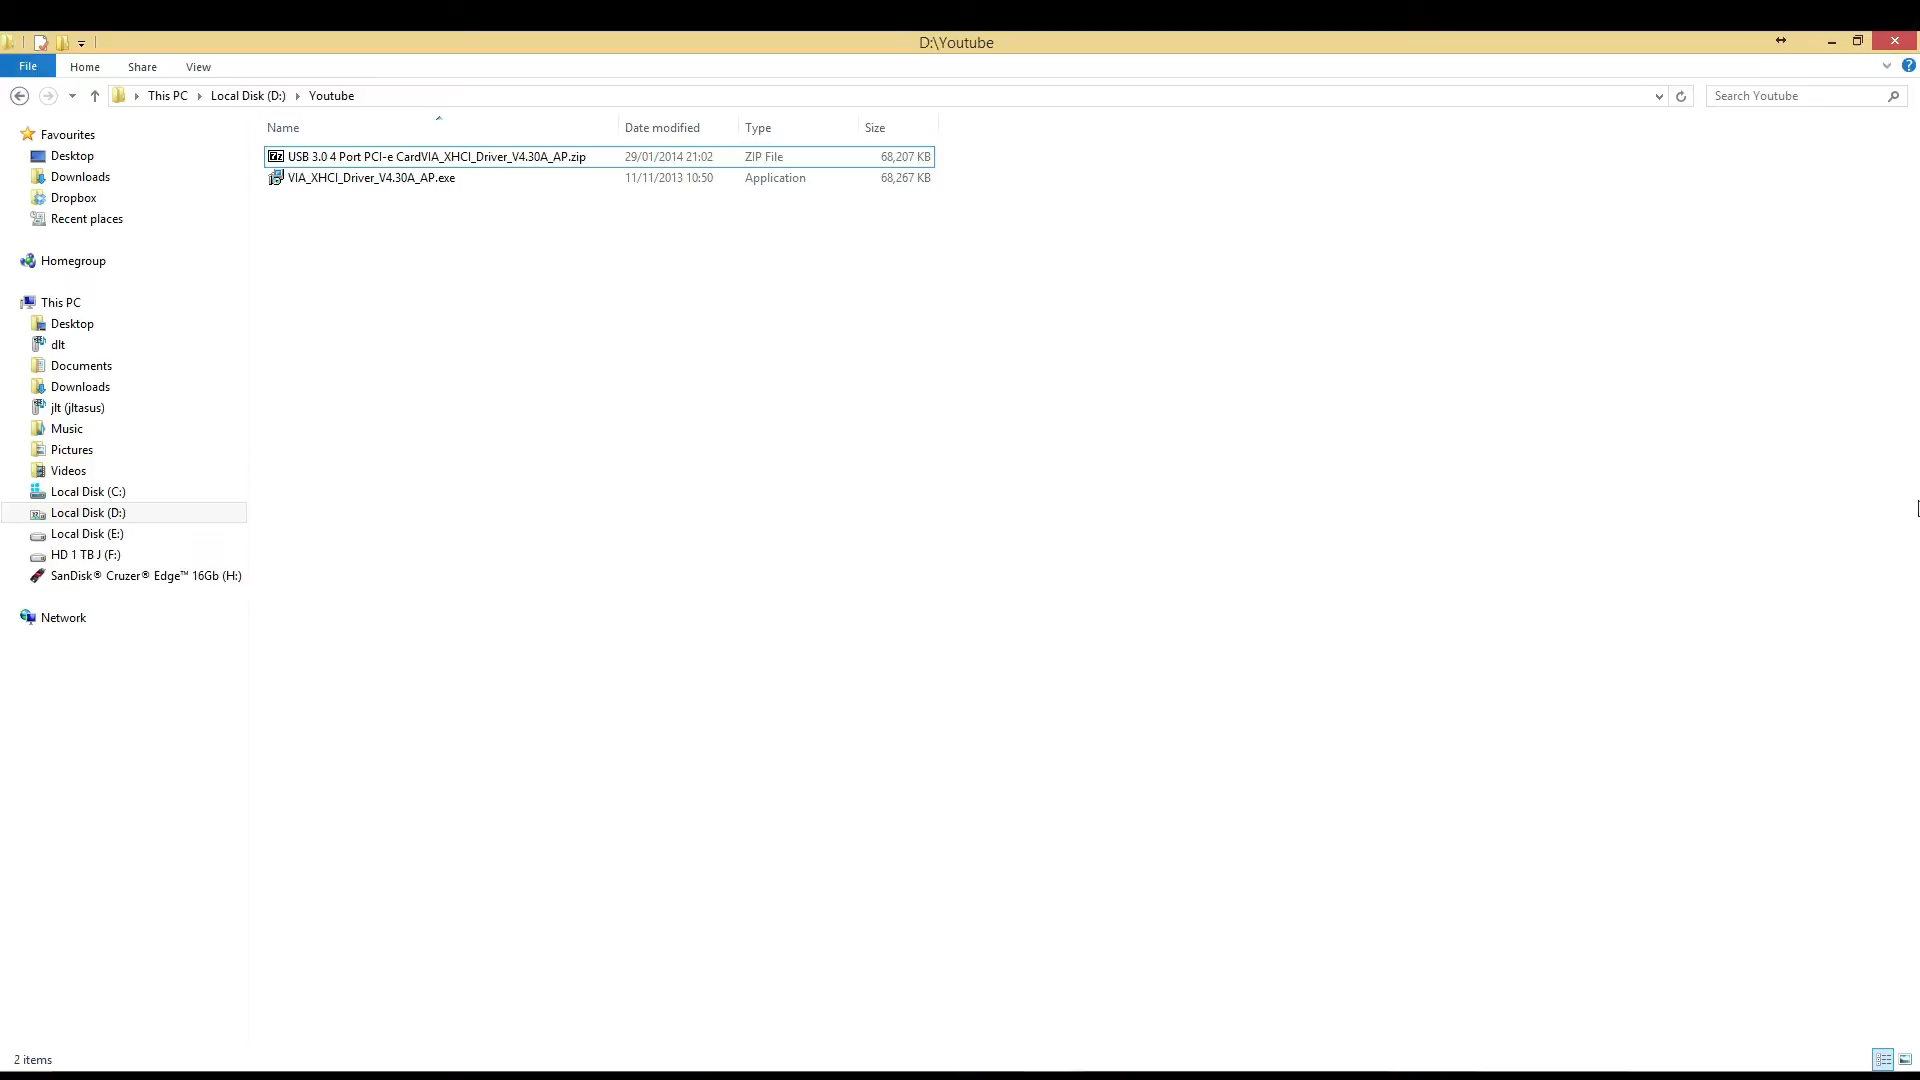 D:\Youtube
File Home Share View
This PC Local Disk (D:) Youtube
Search Youtube
Name Date modified Type Size
USB 3.0 4 Port PCI-e CardVIA_XHCI_Driver_V4.30A_AP.zip 29/01/2014 21:02 ZIP File 68,207 KB
VIA_XHCI_Driver_V4.30A_AP.exe 11/11/2013 10:50 Application 68,267 KB
Favourites
Desktop
Downloads
Dropbox
Recent places
Homegroup
This PC
Desktop
dlt
Documents
Downloads
jlt (jltasus)
Music
Pictures
Videos
Local Disk (C:)
Local Disk (D:)
Local Disk (E:)
HD 1 TB J (F:)
SanDisk® Cruzer® Edge™ 16Gb (H:)
Network
2 items